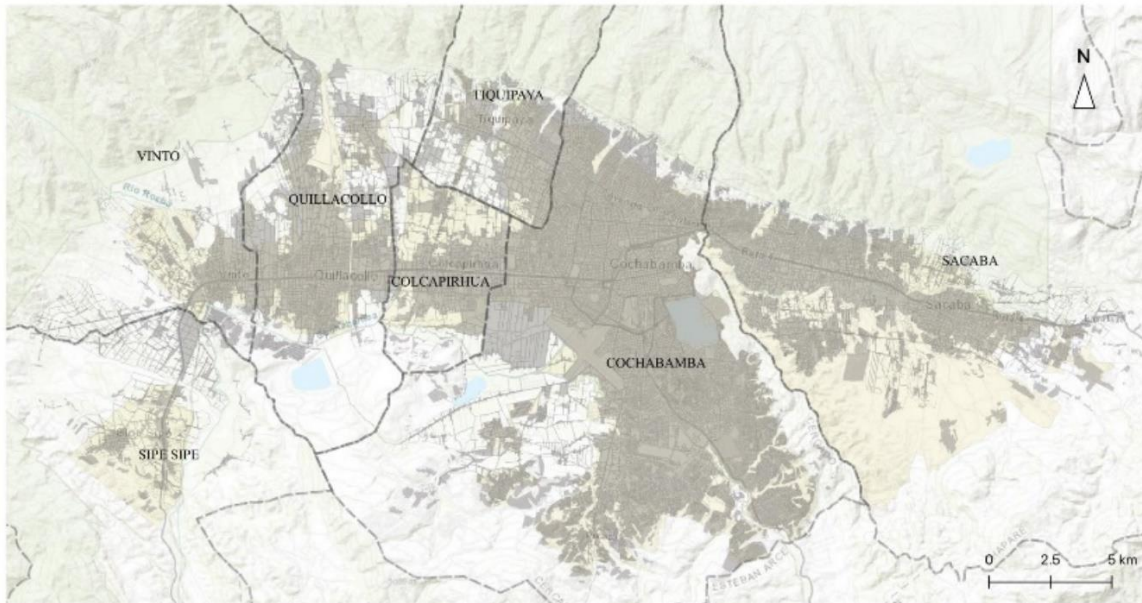 N
TIQUIPAYA
Tiquipaya
VINTO
Rio Rocha
QUILLACOLLO
SACABA
Vinto
Quillacollo
Colcapirhua
Cochabamba
COLCAPIRHUA
Sacaba
COCHABAMBA
SIPE SIPE
ESTEBAN ARCE
0 2.5 5 km